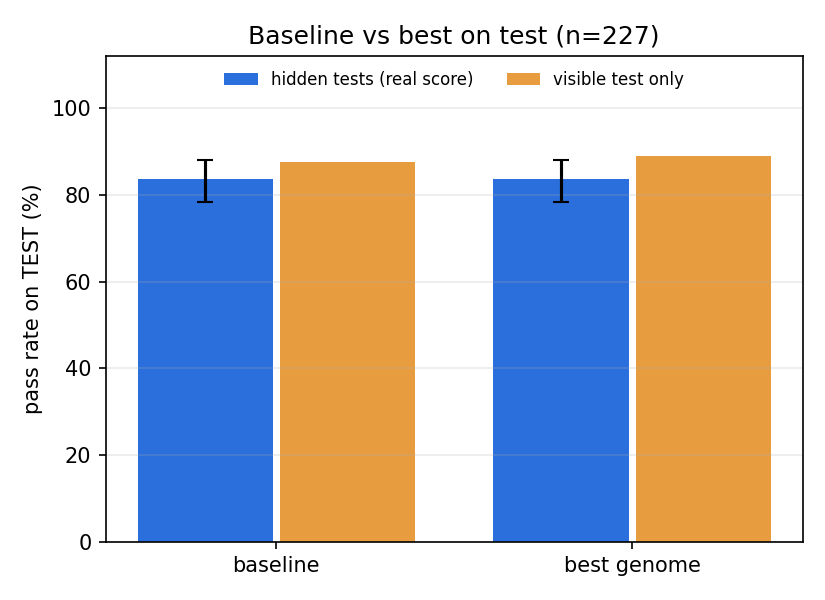 Baseline vs best on test (n=227)
hidden tests (real score)
visible test only
pass rate on TEST (%)
100
80
60
40
20
0
baseline
best genome